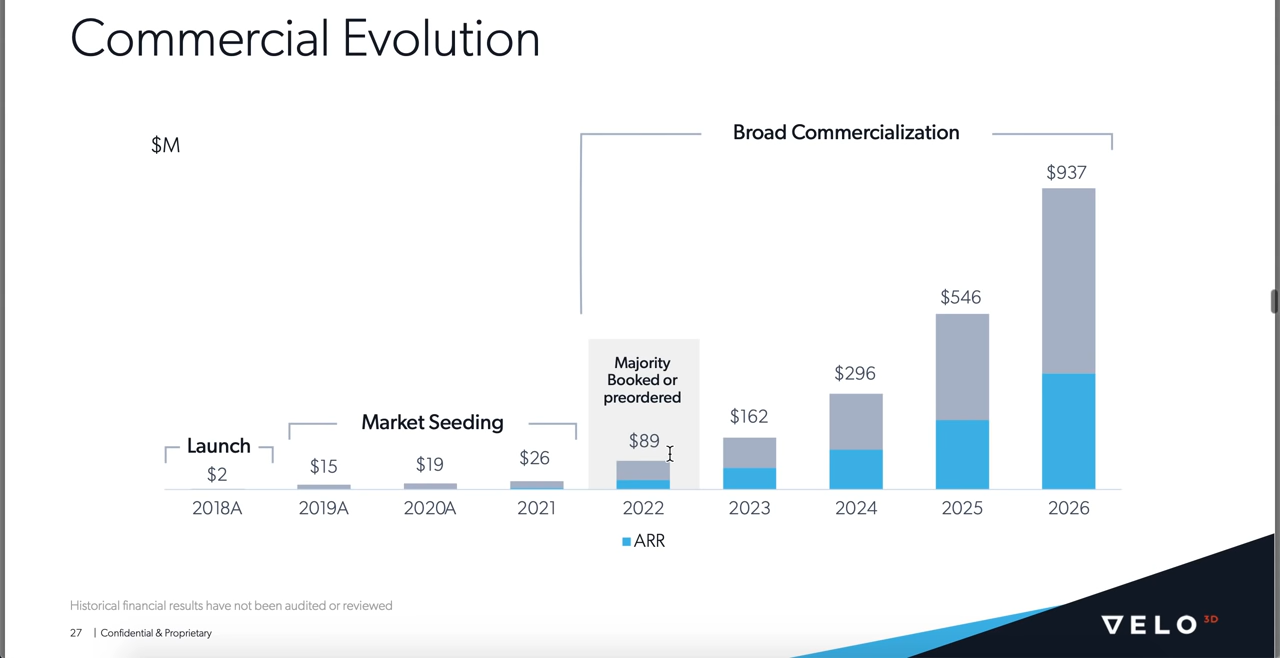 Commercial Evolution
$M
Broad Commercialization
$937
$546
Majority
Booked or
preordered
$296
$162
Market Seeding
$89
Launch
$26
$19
$15
$2
2018A 2019A 2020A 2021 2022 2023 2024 2025 2026
ARR
Historical financial results have not been audited or reviewed
27 | Confidential & Proprietary
VELO 3D